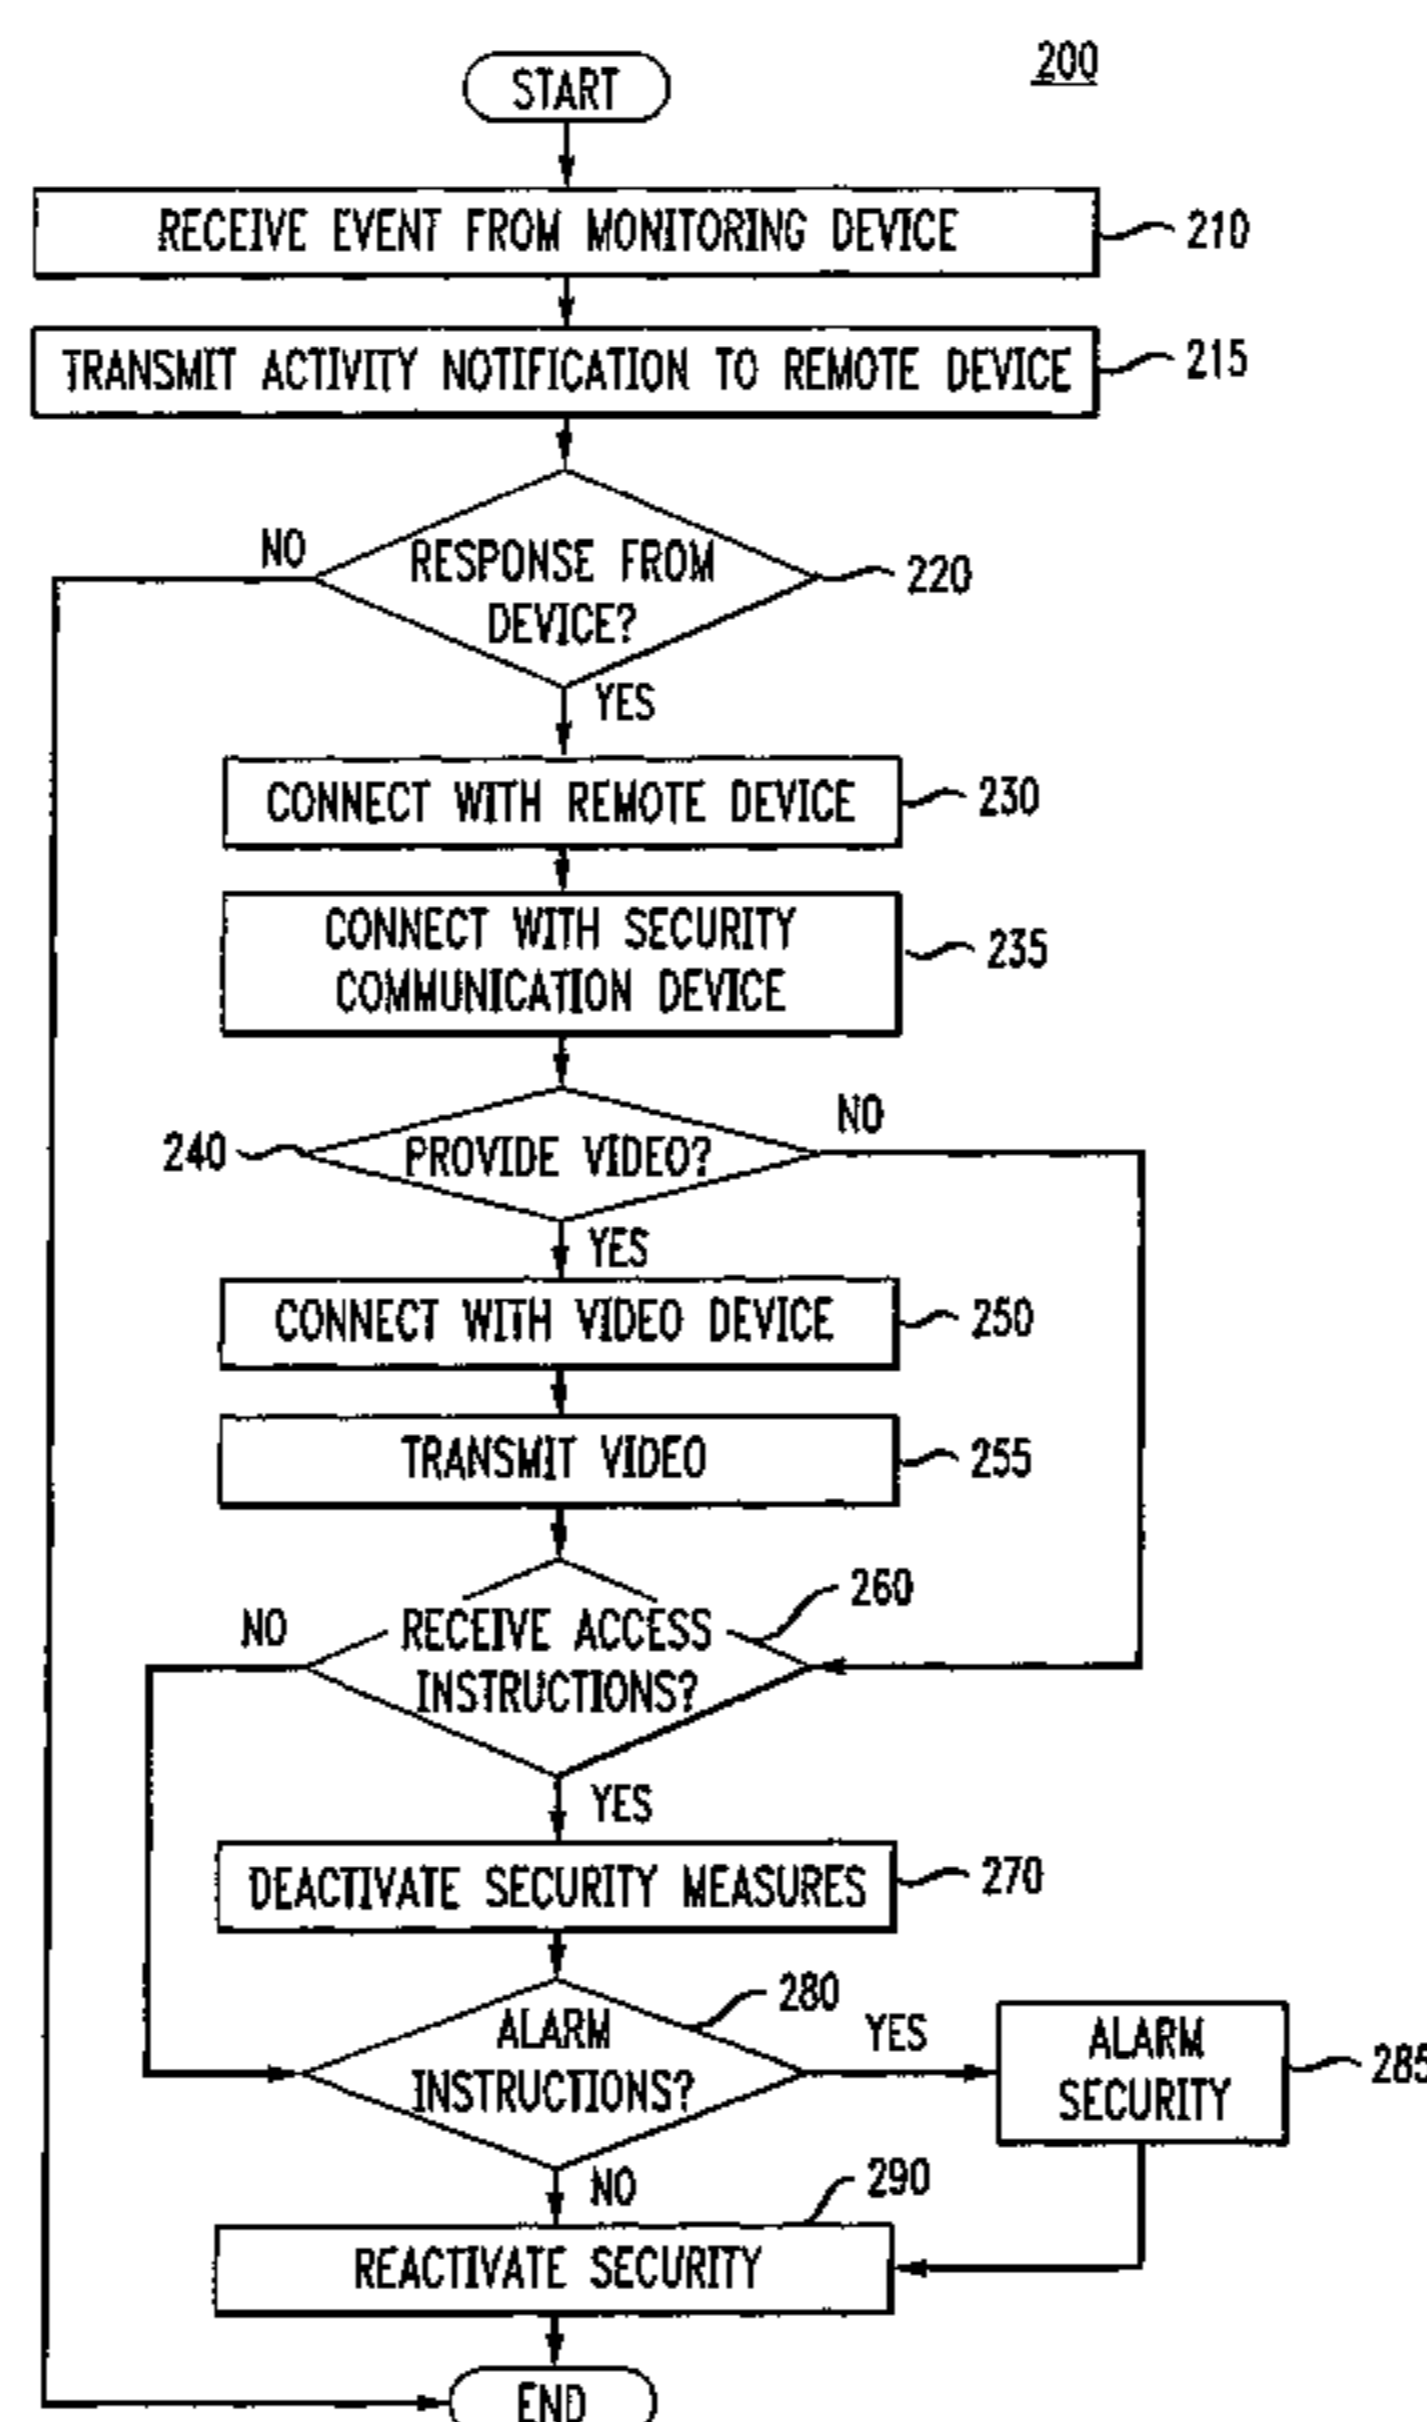 200
START
RECEIVE EVENT FROM MONITORING DEVICE
210
TRANSMIT ACTIVITY NOTIFICATION TO REMOTE DEVICE
215
NO
RESPONSE FROM
DEVICE?
220
YES
CONNECT WITH REMOTE DEVICE
230
CONNECT WITH SECURITY
COMMUNICATION DEVICE
235
240
PROVIDE VIDEO?
NO
YES
CONNECT WITH VIDEO DEVICE
250
TRANSMIT VIDEO
255
260
NO
RECEIVE ACCESS
INSTRUCTIONS?
YES
DEACTIVATE SECURITY MEASURES
270
280
ALARM
INSTRUCTIONS?
YES
ALARM
SECURITY
285
NO
290
REACTIVATE SECURITY
END